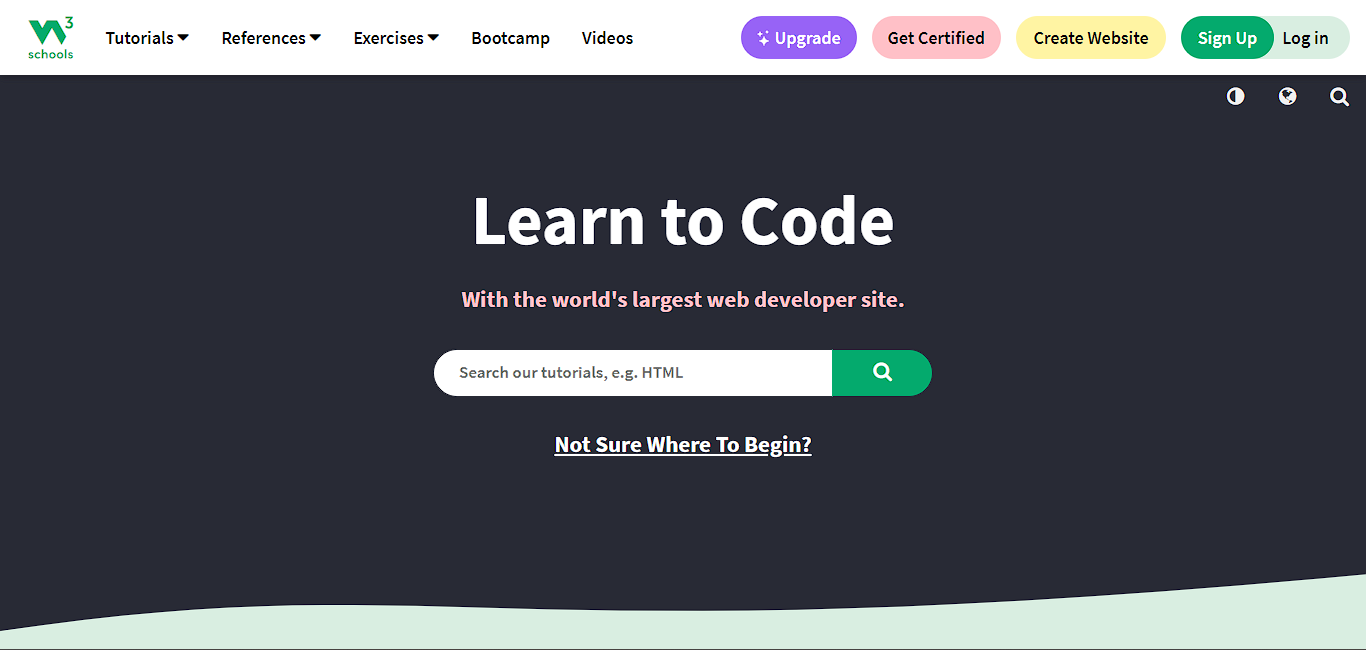 W3 schools Tutorials References Exercises Bootcamp Videos Upgrade Get Certified Create Website Sign Up Log in
Learn to Code
With the world's largest web developer site.
Search our tutorials, e.g. HTML
Not Sure Where To Begin?